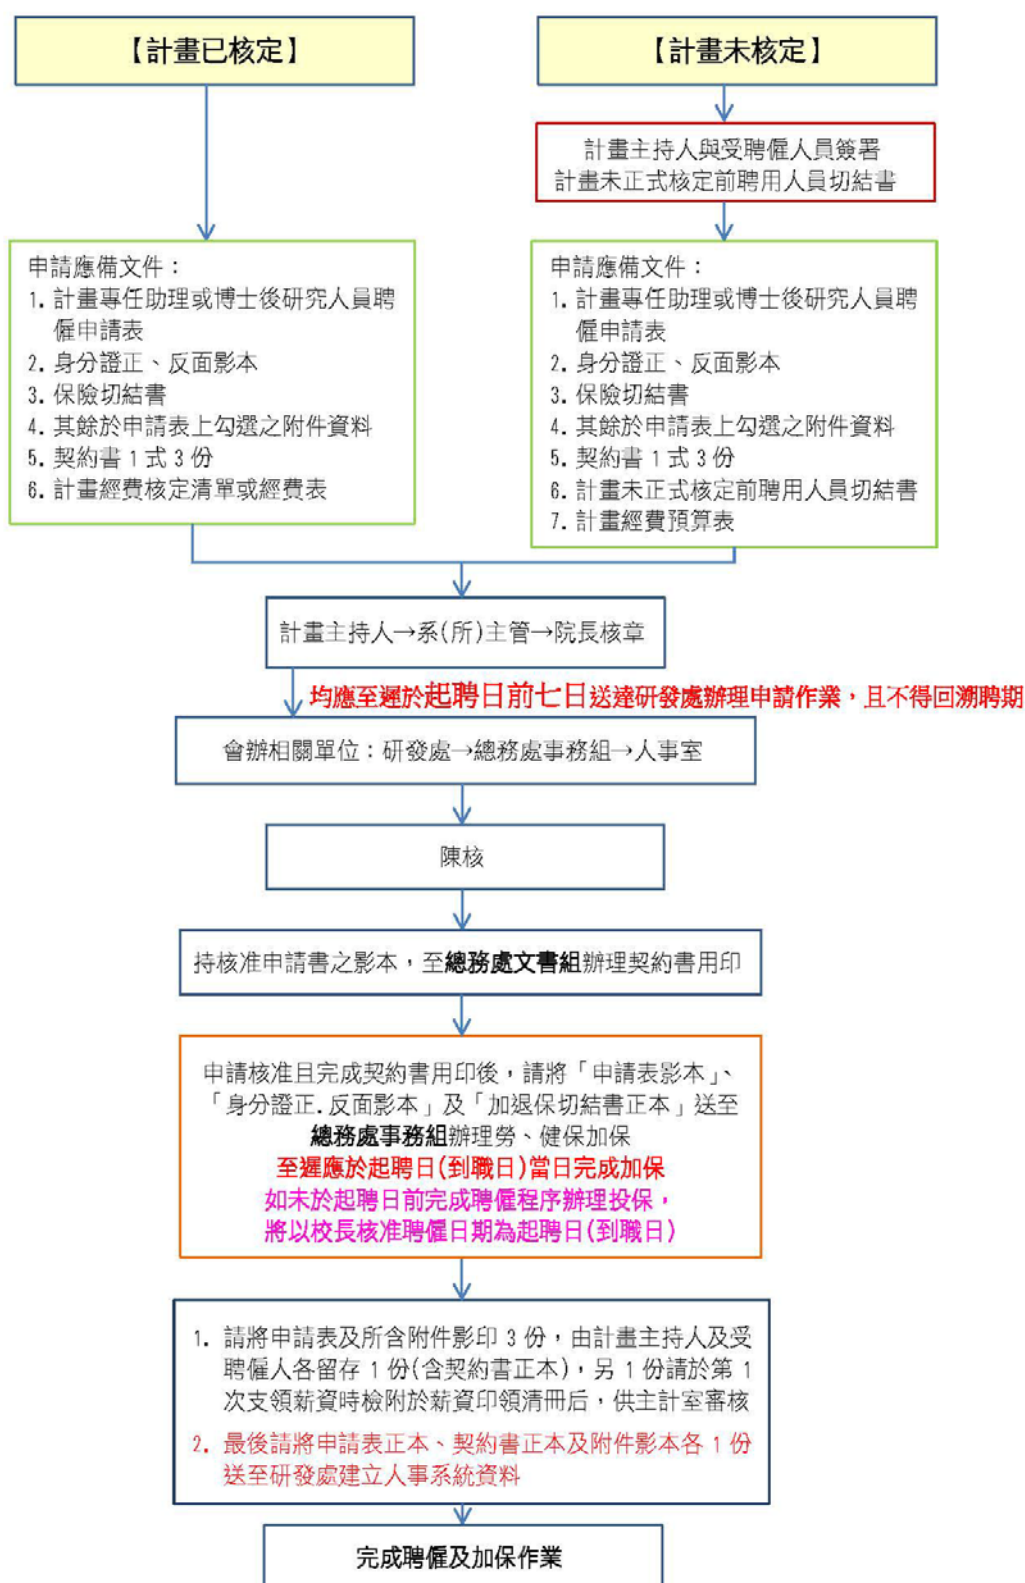 【計畫已核定】
【計畫未核定】
計畫主持人與受聘僱人員簽署
計畫未正式核定前聘用人員切結書
申請應備文件：
1. 計畫專任助理或博士後研究人員聘
僱申請表
2. 身分證正、反面影本
3. 保險切結書
4. 其餘於申請表上勾選之附件資料
5. 契約書 1 式 3 份
6. 計畫經費核定清單或經費表
申請應備文件：
1. 計畫專任助理或博士後研究人員聘
僱申請表
2. 身分證正、反面影本
3. 保險切結書
4. 其餘於申請表上勾選之附件資料
5. 契約書 1 式 3 份
6. 計畫未正式核定前聘用人員切結書
7. 計畫經費預算表
計畫主持人→系(所)主管→院長核章
均應至遲於起聘日前七日送達研發處辦理申請作業，且不得回溯聘期
會辦相關單位：研發處→總務處事務組→人事室
陳核
持核准申請書之影本，至總務處文書組辦理契約書用印
申請核准且完成契約書用印後，請將「申請表影本」、
「身分證正.反面影本」及「加退保切結書正本」送至
總務處事務組辦理勞、健保加保
至遲應於起聘日(到職日)當日完成加保
如未於起聘日前完成聘僱程序辦理投保，
將以校長核准聘僱日期為起聘日(到職日)
1. 請將申請表及所含附件影印 3 份，由計畫主持人及受
聘僱人各留存 1 份(含契約書正本)，另 1 份請於第 1
次支領薪資時檢附於薪資印領清冊后，供主計室審核
2. 最後請將申請表正本、契約書正本及附件影本各 1 份
送至研發處建立人事系統資料
完成聘僱及加保作業